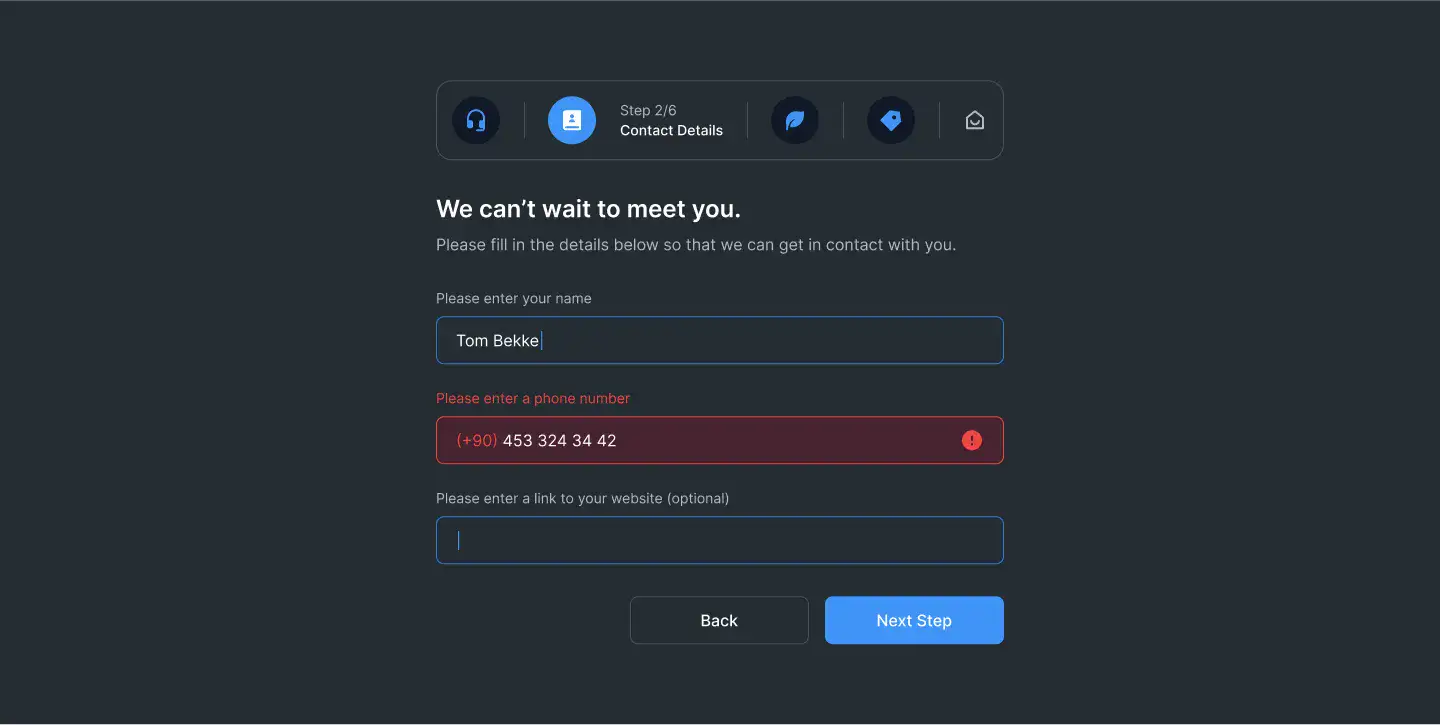 Step 2/6
Contact Details
We can’t wait to meet you.
Please fill in the details below so that we can get in contact with you.
Please enter your name
Tom Bekke
Please enter a phone number
(+90) 453 324 34 42
Please enter a link to your website (optional)
Back
Next Step